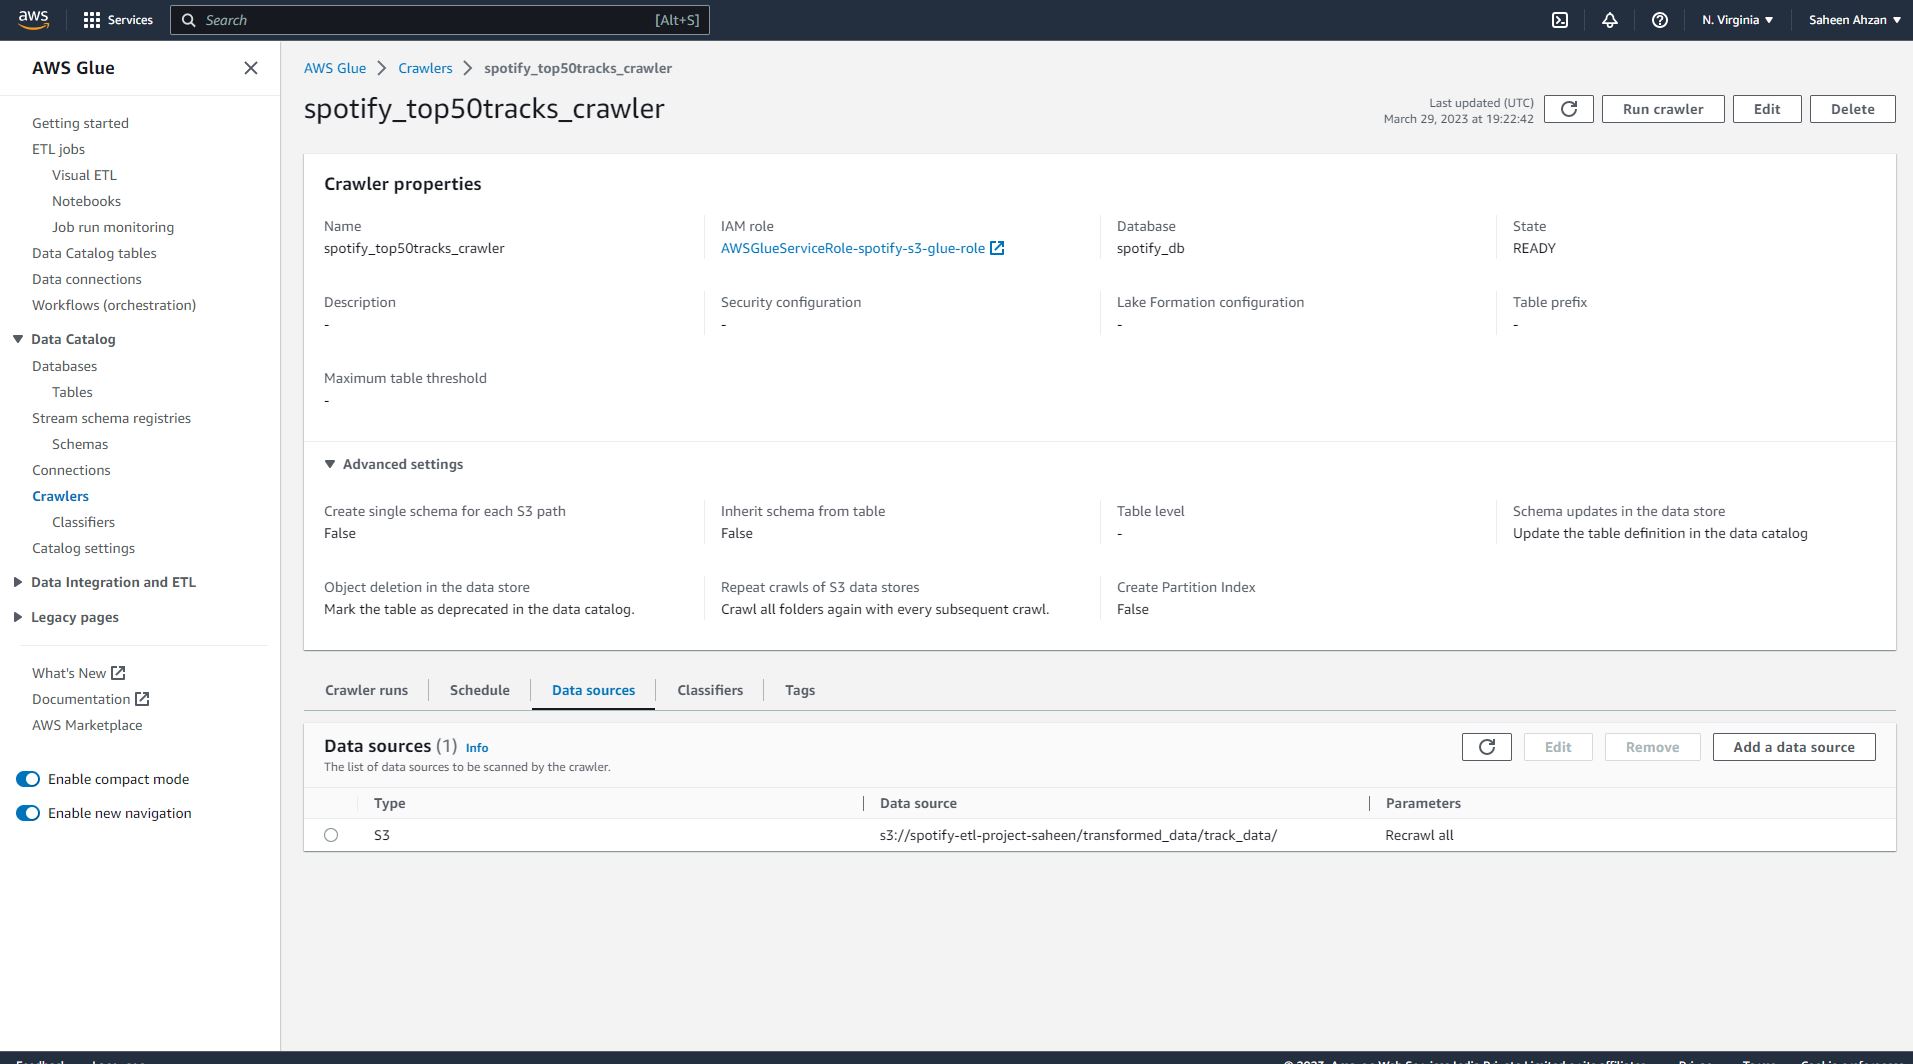 aws
Services
Search
[Alt+S]
N. Virginia
Saheen Ahzan
AWS Glue
Getting started
ETL jobs
Visual ETL
Notebooks
Job run monitoring
Data Catalog tables
Data connections
Workflows (orchestration)
Data Catalog
Databases
Tables
Stream schema registries
Schemas
Connections
Crawlers
Classifiers
Catalog settings
Data Integration and ETL
Legacy pages
What's New
Documentation
AWS Marketplace
Enable compact mode
Enable new navigation
AWS Glue > Crawlers > spotify_top50tracks_crawler
spotify_top50tracks_crawler
Last updated (UTC)
March 29, 2023 at 19:22:42
Run crawler
Edit
Delete
Crawler properties
Name
spotify_top50tracks_crawler
IAM role
AWSGlueServiceRole-spotify-s3-glue-role
Database
spotify_db
State
READY
Description
-
Security configuration
-
Lake Formation configuration
-
Table prefix
-
Maximum table threshold
-
Advanced settings
Create single schema for each S3 path
False
Inherit schema from table
False
Table level
-
Schema updates in the data store
Update the table definition in the data catalog
Object deletion in the data store
Mark the table as deprecated in the data catalog.
Repeat crawls of S3 data stores
Crawl all folders again with every subsequent crawl.
Create Partition Index
False
Crawler runs
Schedule
Data sources
Classifiers
Tags
Data sources (1) Info
The list of data sources to be scanned by the crawler.
Edit
Remove
Add a data source
Type
Data source
Parameters
S3
s3://spotify-etl-project-saheen/transformed_data/track_data/
Recrawl all